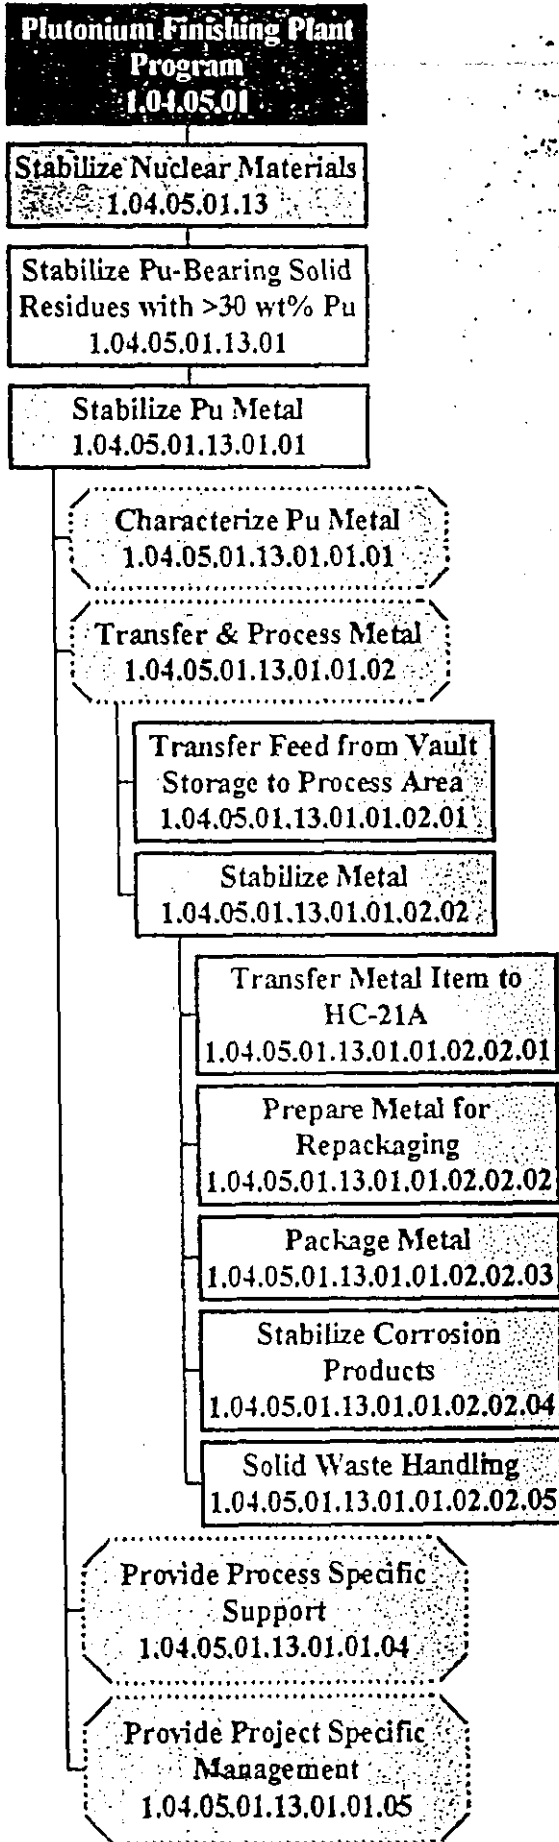 Plutonium Finishing Plant
Program
1.04.05.01
Stabilize Nuclear Materials
1.04.05.01.13
Stabilize Pu-Bearing Solid
Residues with >30 wt% Pu
1.04.05.01.13.01
Stabilize Pu Metal
1.04.05.01.13.01.01
Characterize Pu Metal
1.04.05.01.13.01.01.01
Transfer & Process Metal
1.04.05.01.13.01.01.02
Transfer Feed from Vault
Storage to Process Area
1.04.05.01.13.01.01.02.01
Stabilize Metal
1.04.05.01.13.01.01.02.02
Transfer Metal Item to
HC-21A
1.04.05.01.13.01.01.02.02.01
Prepare Metal for
Repackaging
1.04.05.01.13.01.01.02.02.02
Package Metal
1.04.05.01.13.01.01.02.02.03
Stabilize Corrosion
Products
1.04.05.01.13.01.01.02.02.04
Solid Waste Handling
1.04.05.01.13.01.01.02.02.05
Provide Process Specific
Support
1.04.05.01.13.01.01.04
Provide Project Specific
Management
1.04.05.01.13.01.01.05